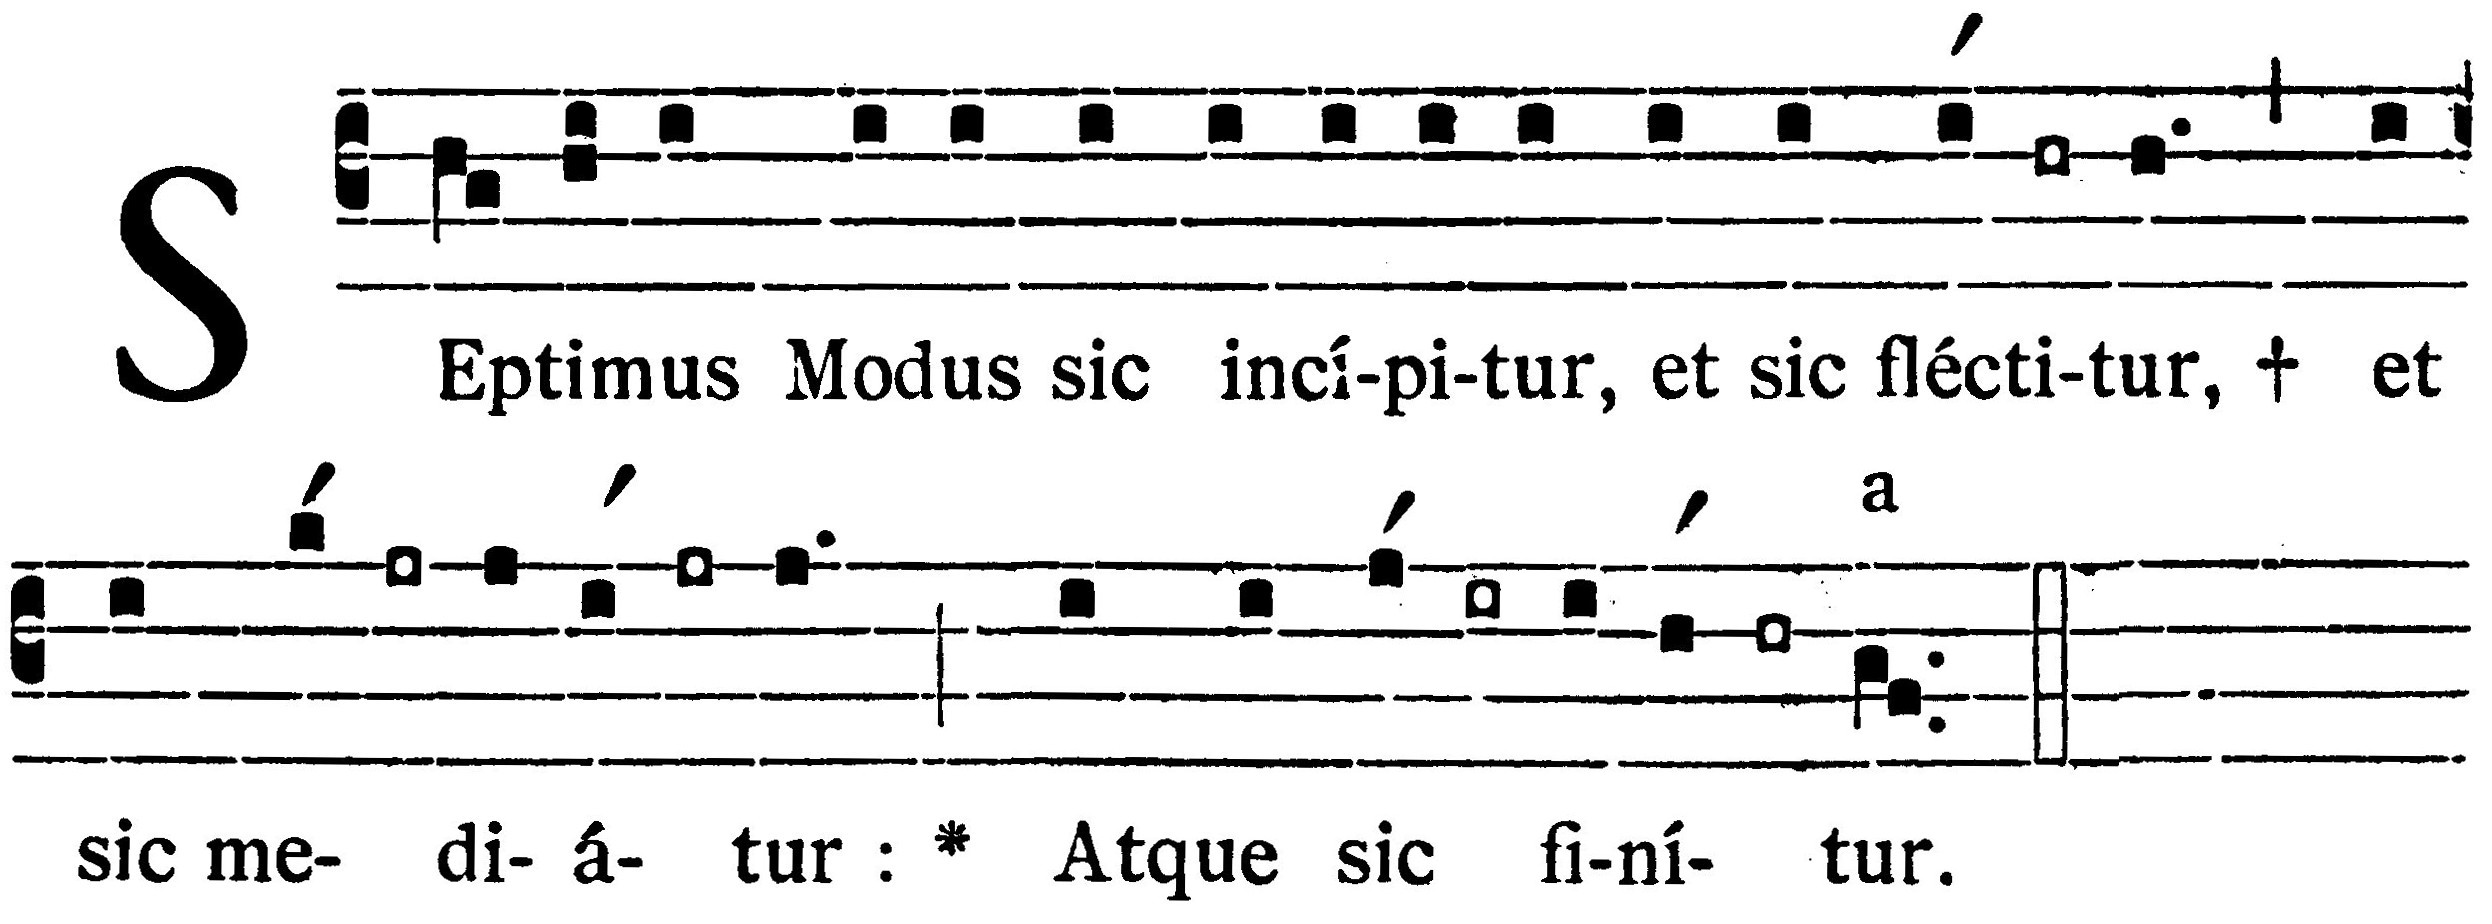 SEptimus Modus sic incí-pi-tur, et sic flécti-tur, † et
a
sic me- di- á- tur : * Atque sic fi-ní- tur.